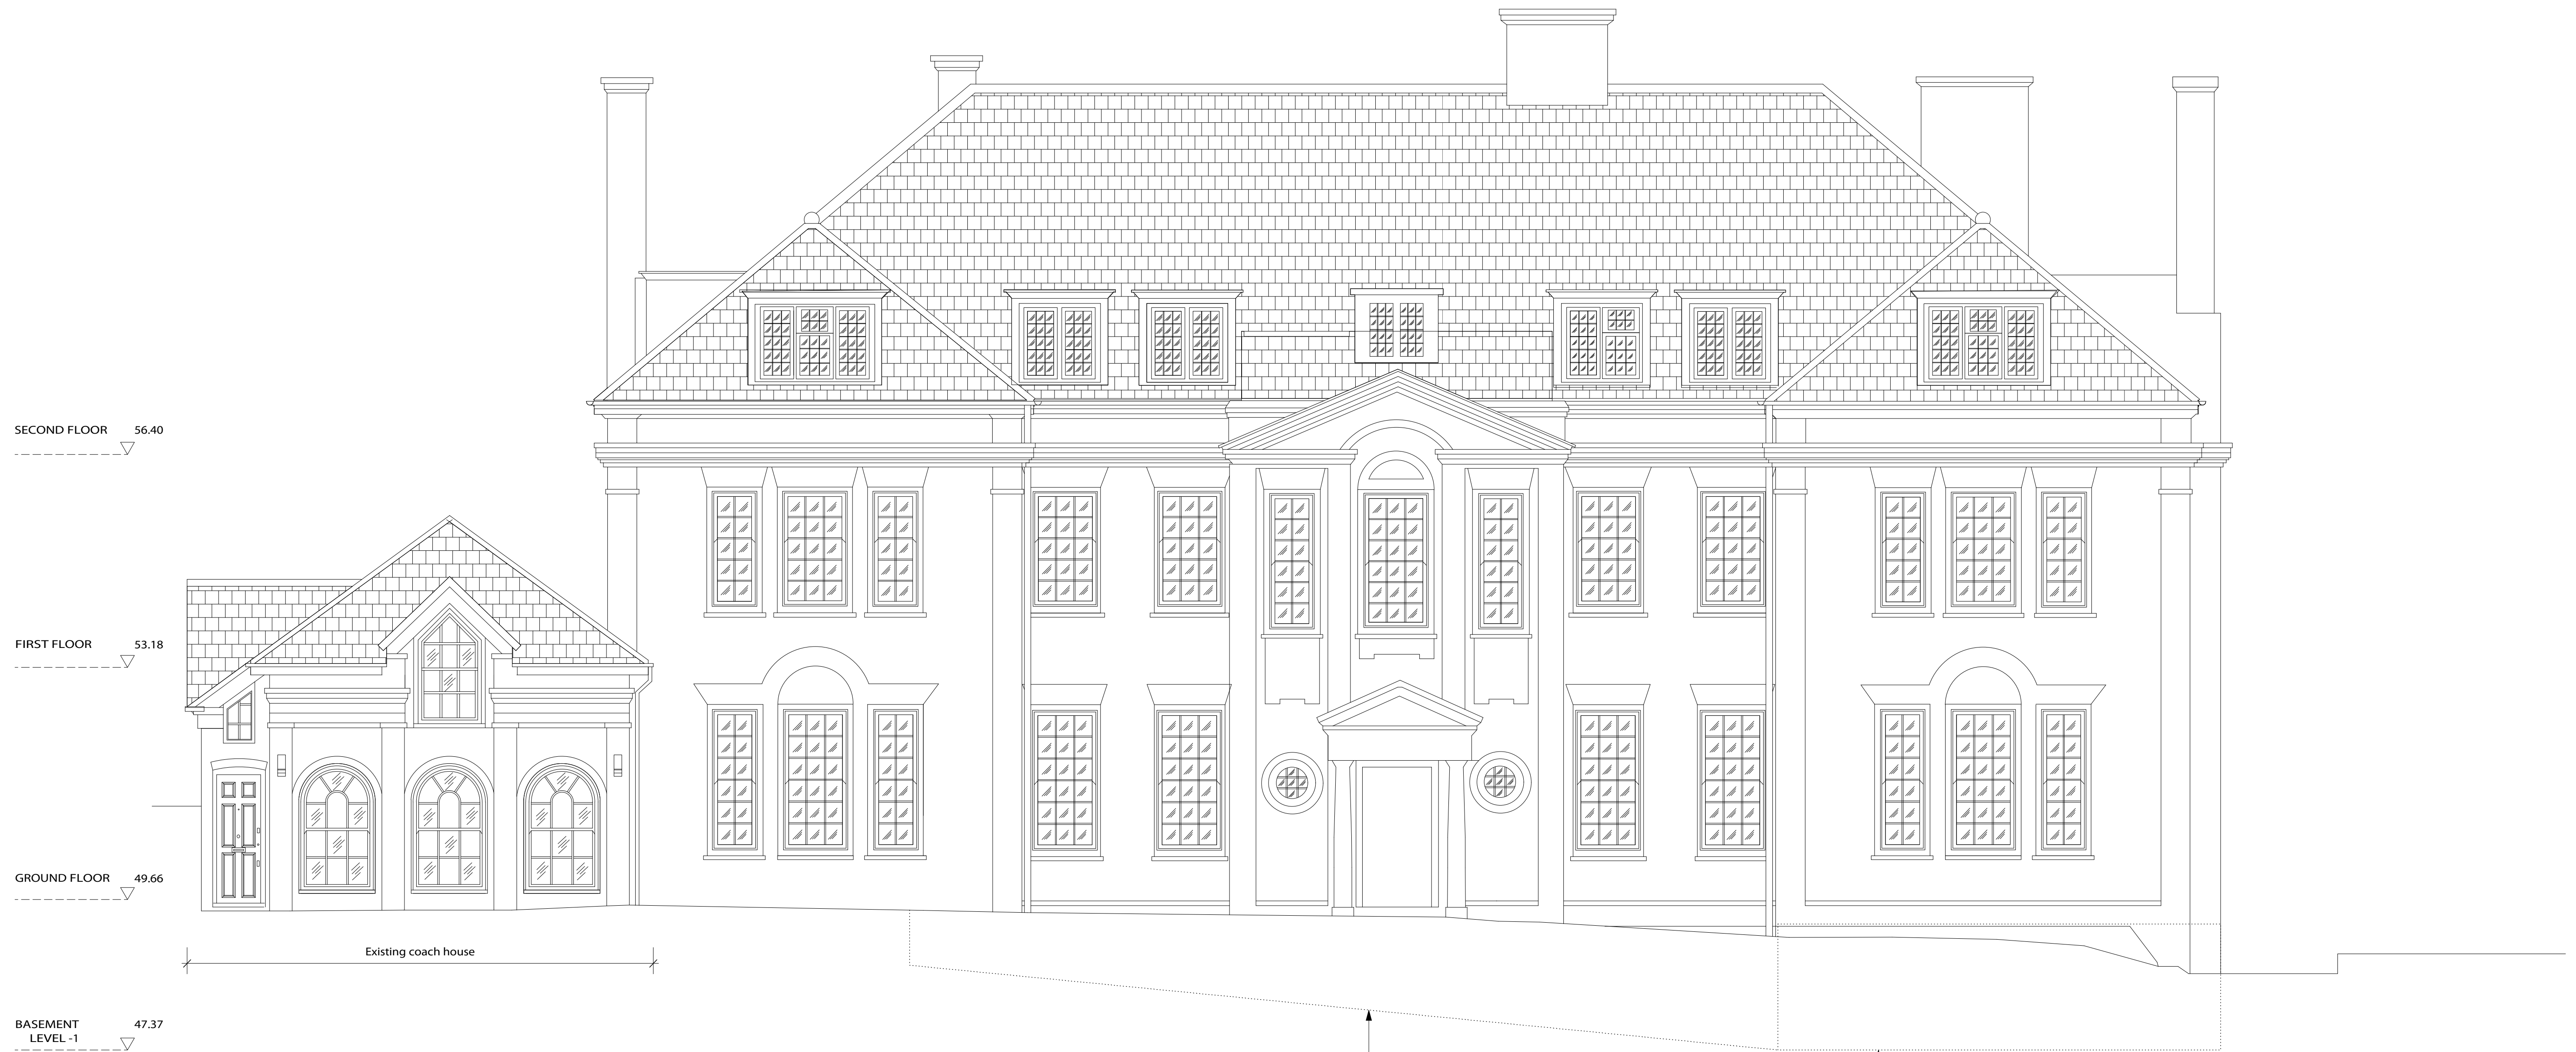 SECOND FLOOR 56.40
FIRST FLOOR 53.18
GROUND FLOOR 49.66
Existing coach house
BASEMENT 47.37
LEVEL -1